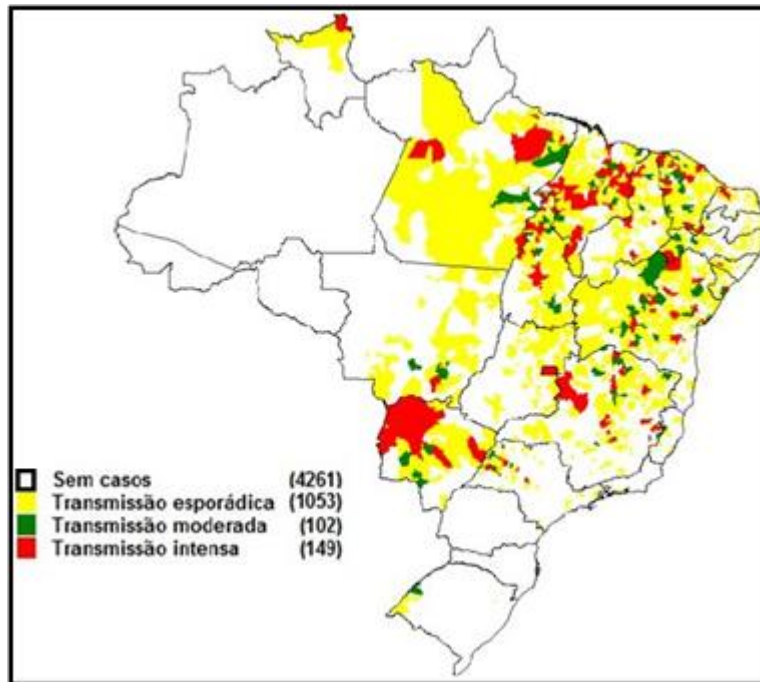 Sem casos (4261)
Transmissão esporádica (1053)
Transmissão moderada (102)
Transmissão intensa (149)